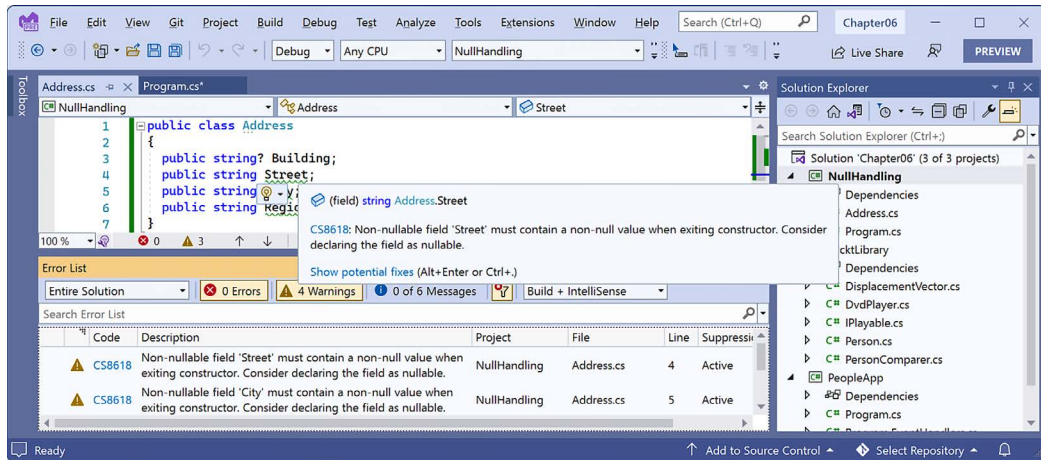 File Edit View Git Project Build Debug Test Analyze Tools Extensions Window Help Search (Ctrl+Q) Chapter06
Debug Any CPU NullHandling Live Share PREVIEW
Toolbox
Address.cs Program.cs*
NullHandling Address Street
1 public class Address
2 {
3 public string? Building;
4 public string Street;
5 public string y;
6 public string Regio
7 }
(field) string Address.Street
CS8618: Non-nullable field 'Street' must contain a non-null value when exiting constructor. Consider
declaring the field as nullable.
Show potential fixes (Alt+Enter or Ctrl+.)
100 % 0 3
Error List
Entire Solution 0 Errors 4 Warnings 0 of 6 Messages Build + IntelliSense
Search Error List
Code Description Project File Line Suppressi
CS8618 Non-nullable field 'Street' must contain a non-null value when NullHandling Address.cs 4 Active
exiting constructor. Consider declaring the field as nullable.
CS8618 Non-nullable field 'City' must contain a non-null value when NullHandling Address.cs 5 Active
exiting constructor. Consider declaring the field as nullable.
Solution Explorer
Search Solution Explorer (Ctrl+;)
Solution 'Chapter06' (3 of 3 projects)
C# NullHandling
Dependencies
Address.cs
Program.cs
cktLibrary
Dependencies
C# DisplacementVector.cs
C# DvdPlayer.cs
C# IPlayable.cs
C# Person.cs
C# PersonComparer.cs
C# PeopleApp
Dependencies
C# Program.cs
Ready Add to Source Control Select Repository